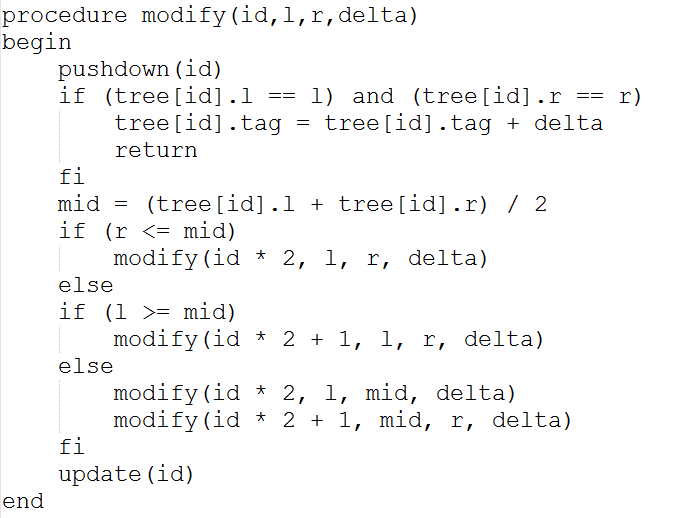 procedure modify(id,l,r,delta)
begin
    pushdown(id)
    if (tree[id].l == l) and (tree[id].r == r)
        tree[id].tag = tree[id].tag + delta
        return
    fi
    mid = (tree[id].l + tree[id].r) / 2
    if (r <= mid)
        modify(id * 2, l, r, delta)
    else
    if (l >= mid)
        modify(id * 2 + 1, l, r, delta)
    else
        modify(id * 2, l, mid, delta)
        modify(id * 2 + 1, mid, r, delta)
    fi
    update(id)
end